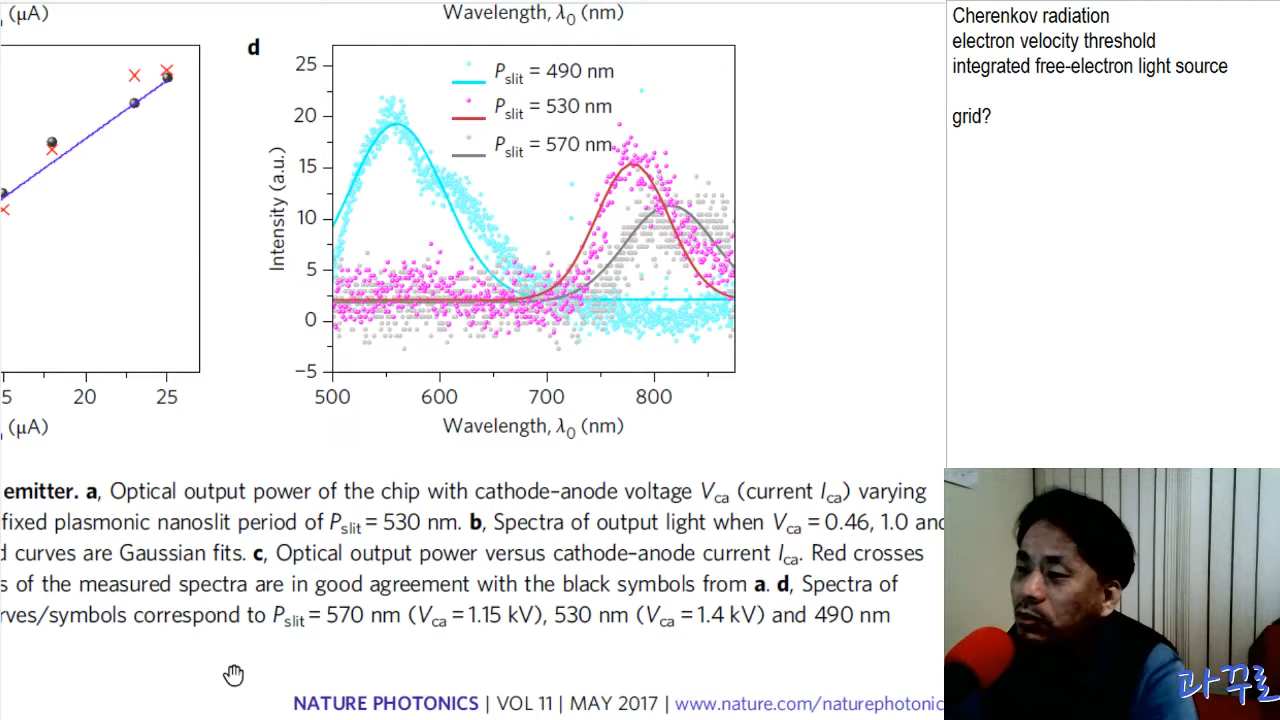 (μA)
Wavelength, λ0 (nm)
d
25
20
15
10
5
0
−5
Intensity (a.u.)
Pslit = 490 nm
Pslit = 530 nm
Pslit = 570 nm
500 600 700 800
Wavelength, λ0 (nm)
5 20 25
(μA)
emitter. a, Optical output power of the chip with cathode–anode voltage Vca (current Ica) varying
fixed plasmonic nanoslit period of Pslit = 530 nm. b, Spectra of output light when Vca = 0.46, 1.0 and
d curves are Gaussian fits. c, Optical output power versus cathode–anode current Ica. Red crosses
s of the measured spectra are in good agreement with the black symbols from a. d, Spectra of
rves/symbols correspond to Pslit = 570 nm (Vca = 1.15 kV), 530 nm (Vca = 1.4 kV) and 490 nm
NATURE PHOTONICS | VOL 11 | MAY 2017 | www.nature.com/naturephotonic
Cherenkov radiation
electron velocity threshold
integrated free-electron light source
grid?
과꾸로